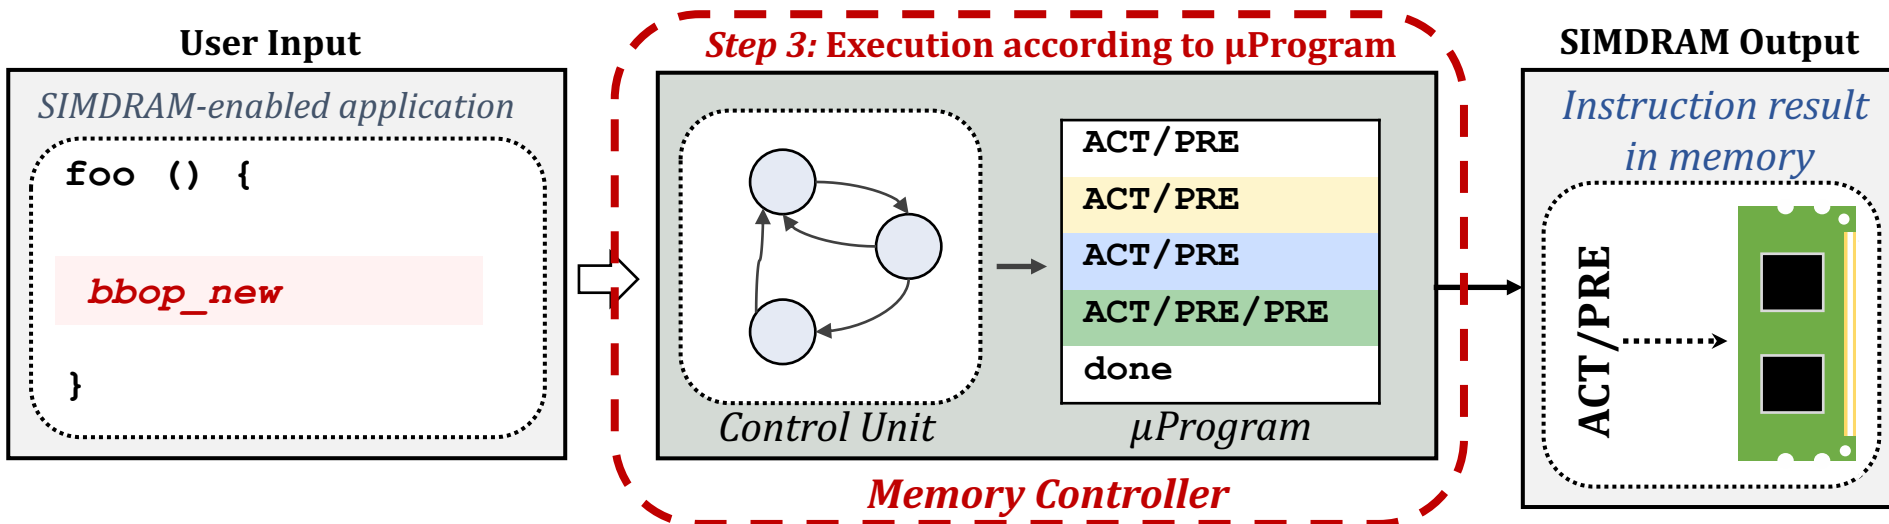 User Input
SIMDRAM-enabled application
foo () {
bbop_new
}
Step 3: Execution according to μProgram
Control Unit
ACT/PRE
ACT/PRE
ACT/PRE
ACT/PRE/PRE
done
μProgram
Memory Controller
SIMDRAM Output
Instruction result
in memory
ACT/PRE